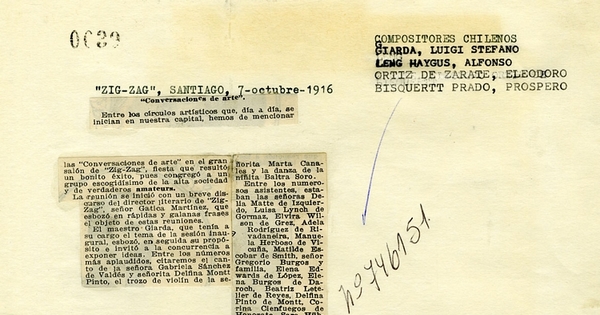 0639
COMPOSITORES CHILENOS
GIARDA, LUIGI STEFANO
LENG HAYGUS, ALFONSO
ORTIZ DE ZARATE, ELEODORO
BISQUERTT PRADO, PROSPERO
"ZIG-ZAG", SANTIAGO, 7-octubre-1916
"Conversaciones de arte".
Entre los círculos artísticos que, día a día, se
inician en nuestra capital, hemos de mencionar
las "Conversaciones de arte" en el gran
salón de "Zig-Zag", fiesta que resultó
un bonito éxito, pues congregó a un
grupo escogidísimo de la alta sociedad
y de verdaderos amateurs.
La reunión se inició con un breve dis-
curso del director literario de "Zig-
Zag", señor Gatica Martínez, que
esbozó en rápidas y galanas frases
el objeto de estas reuniones.
El maestro Giarda, que tenía a
su cargo el tema de la sesión inau-
gural, esbozó, en seguida su propó-
sito e invitó a la concurrencia a
exponer ideas. Entre los números
más aplaudidos, citaremos el can-
to de la señora Gabriela Sánchez
de Valdés y señorita Delfina Montt
Pinto, el trozo de violín de la se-
ñorita Marta Cana-
les y la danza de la
niñita Baltra Soro.
Entre los numero-
sos asistentes, esta-
ban las señoras De-
lia Matte de Izquier-
do, Luisa Lynch de
Gormaz, Elvira Wil-
son de Grez, Adela
Rodríguez de Ri-
vadaneira, Manue-
la Herboso de Vi-
cuña, Matilde Es-
cobar de Smith, señor
Gregorio Burgos y
familia, Elena Ed-
wards de López, Ele-
na Burgos de Da-
roch, Beatriz Lete-
lier de Reyes, Delfina
Pinto de Montt, Co-
rina Cienfuegos de
Nº 746151